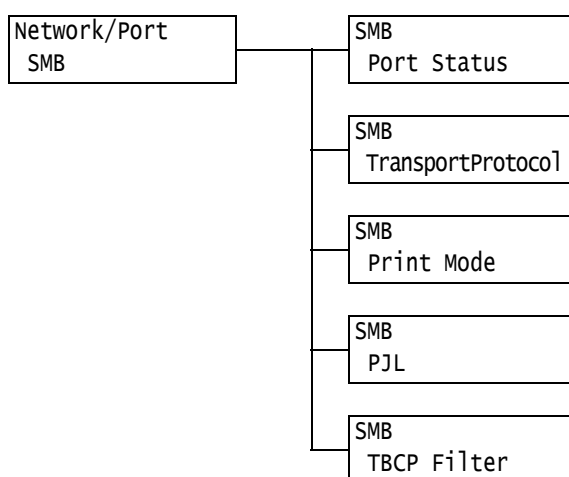 Network/Port
SMB
SMB
Port Status
SMB
TransportProtocol
SMB
Print Mode
SMB
PJL
SMB
TBCP Filter